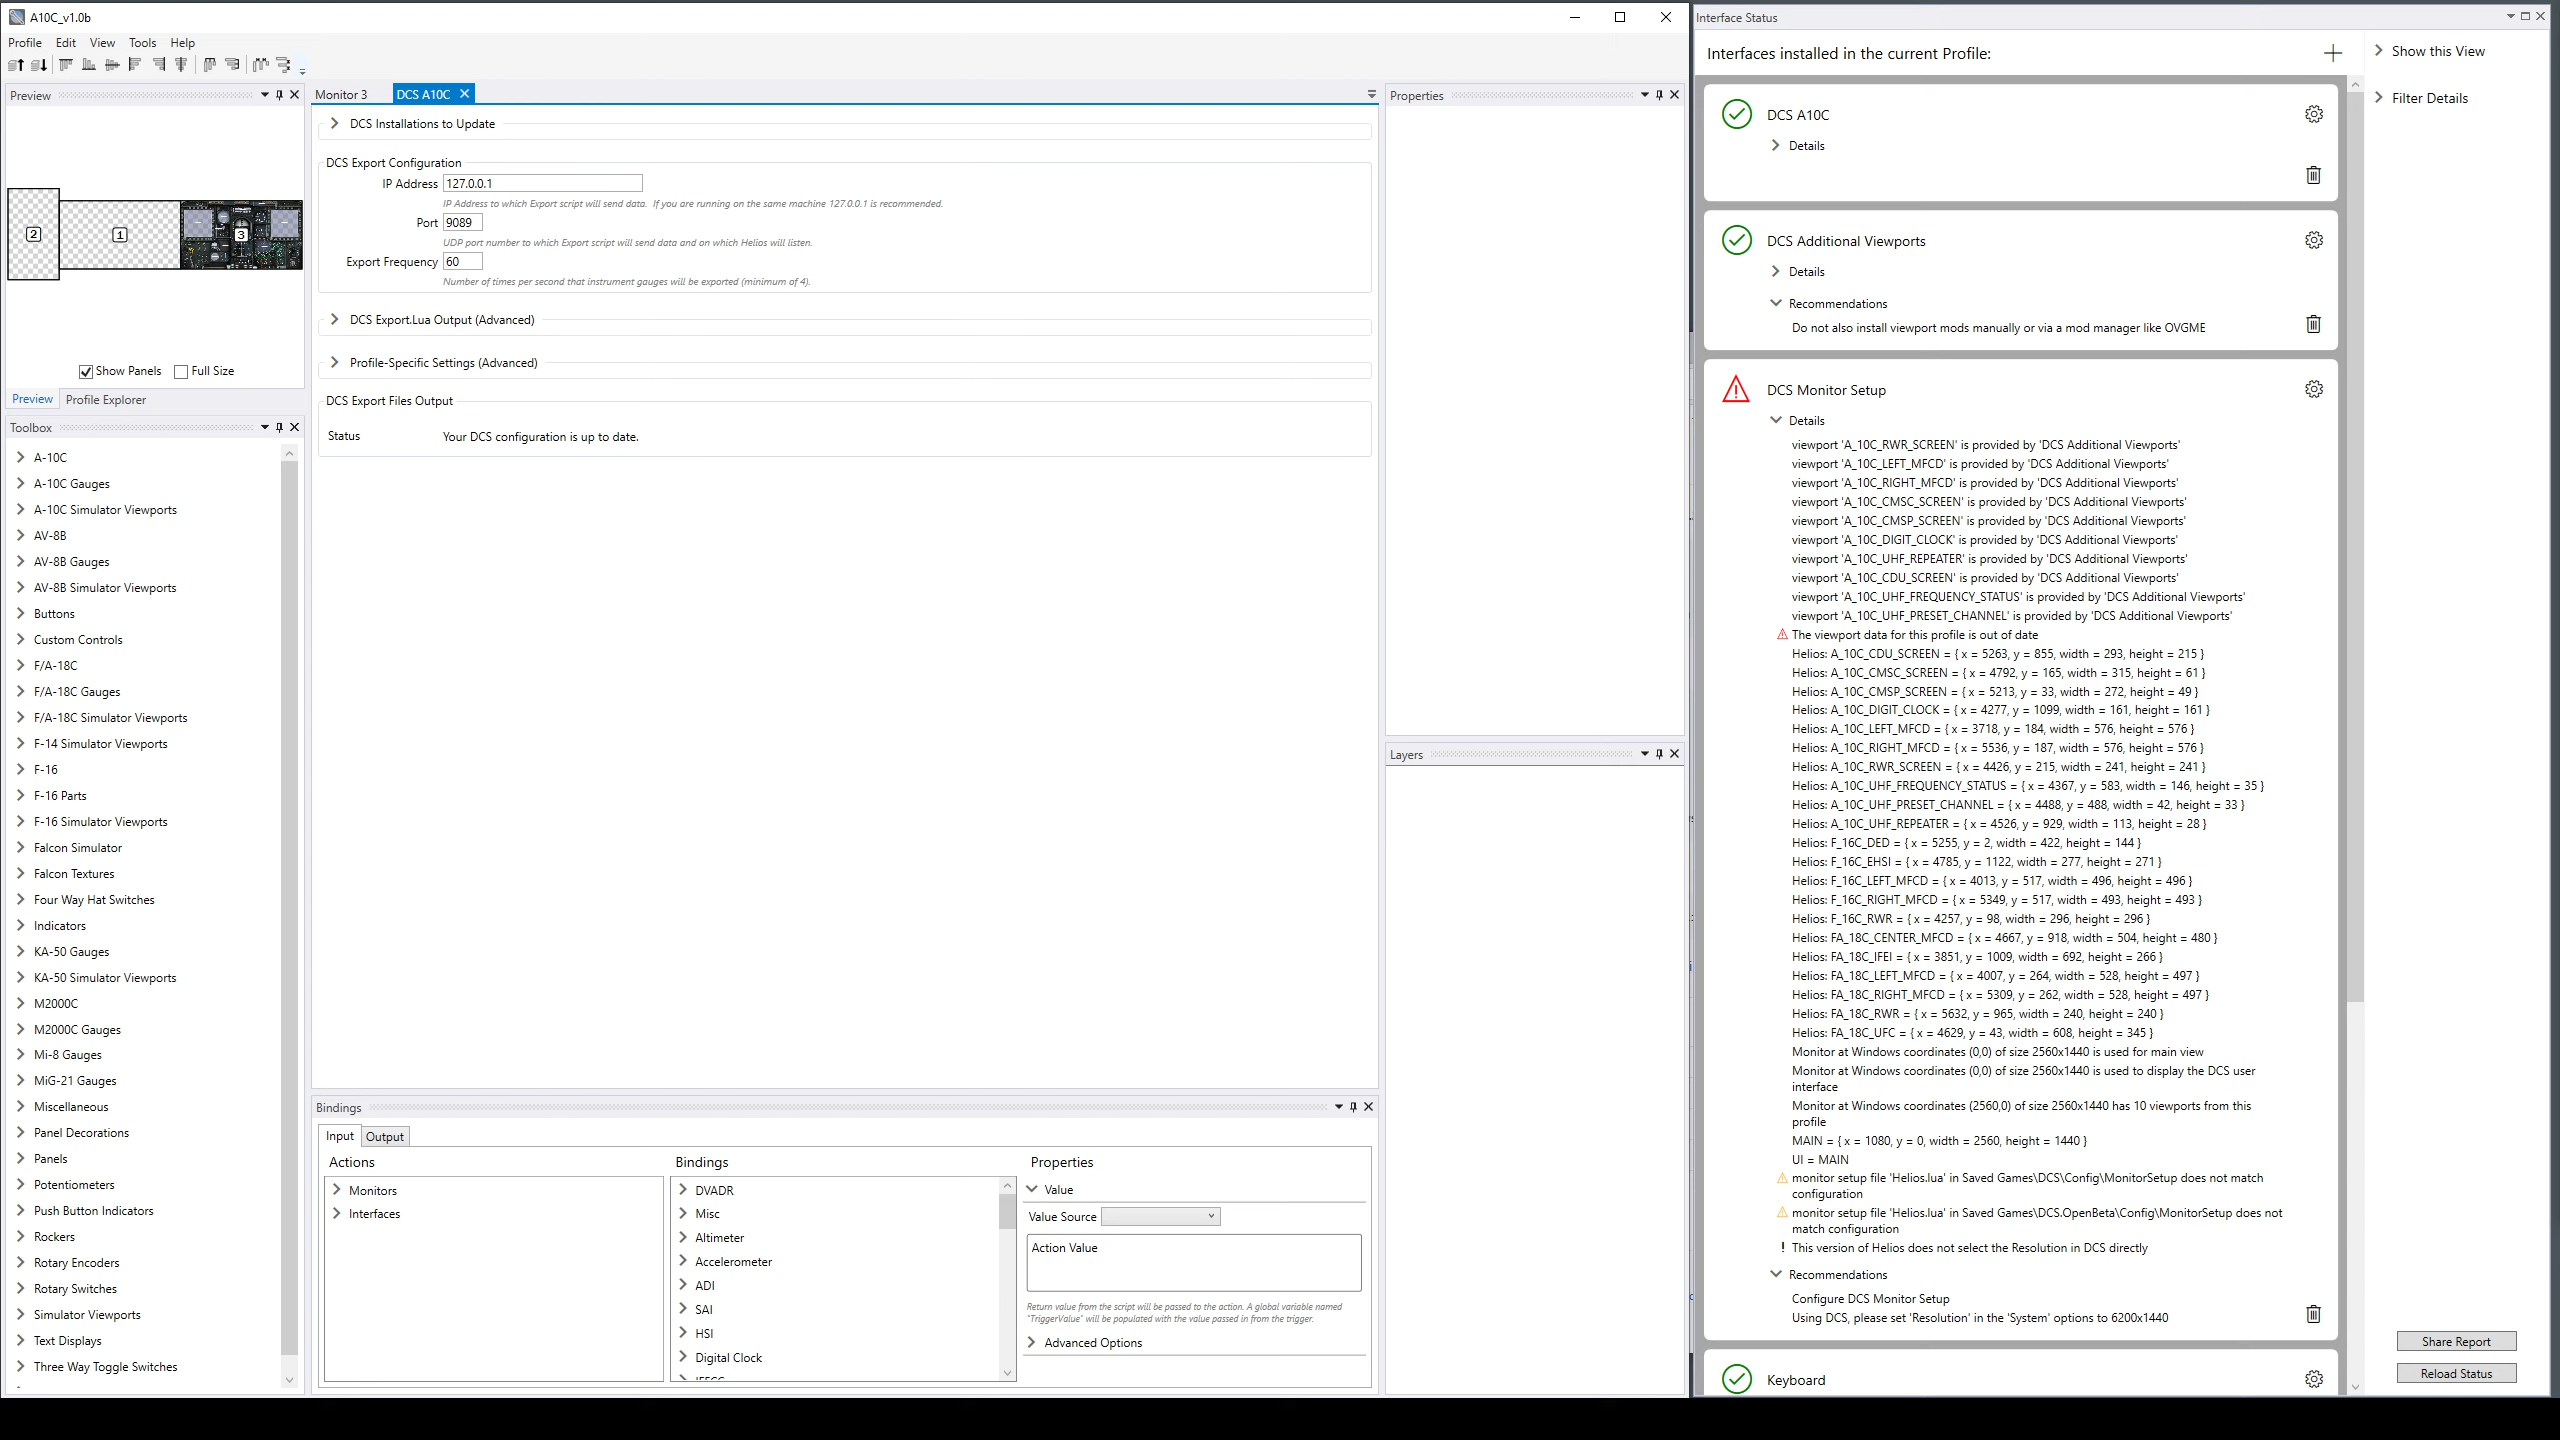 A10C_v1.0b
Profile Edit View Tools Help
Preview
2
1
3
Show Panels Full Size
Preview Profile Explorer
Toolbox
A-10C
A-10C Gauges
A-10C Simulator Viewports
AV-8B
AV-8B Gauges
AV-8B Simulator Viewports
Buttons
Custom Controls
F/A-18C
F/A-18C Gauges
F/A-18C Simulator Viewports
F-14 Simulator Viewports
F-16
F-16 Parts
F-16 Simulator Viewports
Falcon Simulator
Falcon Textures
Four Way Hat Switches
Indicators
KA-50 Gauges
KA-50 Simulator Viewports
M2000C
M2000C Gauges
Mi-8 Gauges
MiG-21 Gauges
Miscellaneous
Panel Decorations
Panels
Potentiometers
Push Button Indicators
Rockers
Rotary Encoders
Rotary Switches
Simulator Viewports
Text Displays
Three Way Toggle Switches
Monitor 3
DCS A10C
DCS Installations to Update
DCS Export Configuration
IP Address 127.0.0.1
IP Address to which Export script will send data. If you are running on the same machine 127.0.0.1 is recommended.
Port 9089
UDP port number to which Export script will send data and on which Helios will listen.
Export Frequency 60
Number of times per second that instrument gauges will be exported (minimum of 4).
DCS Export.Lua Output (Advanced)
Profile-Specific Settings (Advanced)
DCS Export Files Output
Status Your DCS configuration is up to date.
Bindings
Input Output
Actions
Monitors
Interfaces
Bindings
DVADR
Misc
Altimeter
Accelerometer
ADI
SAI
HSI
Digital Clock
Properties
Value
Value Source
Action Value
Return value from the script will be passed to the action. A global variable named
"TriggerValue" will be populated with the value passed in from the trigger.
Advanced Options
Properties
Layers
Interface Status
Interfaces installed in the current Profile:
DCS A10C
Details
DCS Additional Viewports
Details
Recommendations
Do not also install viewport mods manually or via a mod manager like OVGME
DCS Monitor Setup
Details
viewport 'A_10C_RWR_SCREEN' is provided by 'DCS Additional Viewports'
viewport 'A_10C_LEFT_MFCD' is provided by 'DCS Additional Viewports'
viewport 'A_10C_RIGHT_MFCD' is provided by 'DCS Additional Viewports'
viewport 'A_10C_CMSC_SCREEN' is provided by 'DCS Additional Viewports'
viewport 'A_10C_CMSP_SCREEN' is provided by 'DCS Additional Viewports'
viewport 'A_10C_DIGIT_CLOCK' is provided by 'DCS Additional Viewports'
viewport 'A_10C_UHF_REPEATER' is provided by 'DCS Additional Viewports'
viewport 'A_10C_CDU_SCREEN' is provided by 'DCS Additional Viewports'
viewport 'A_10C_UHF_FREQUENCY_STATUS' is provided by 'DCS Additional Viewports'
viewport 'A_10C_UHF_PRESET_CHANNEL' is provided by 'DCS Additional Viewports'
The viewport data for this profile is out of date
Helios: A_10C_CDU_SCREEN = { x = 5263, y = 855, width = 293, height = 215 }
Helios: A_10C_CMSC_SCREEN = { x = 4792, y = 165, width = 315, height = 61 }
Helios: A_10C_CMSP_SCREEN = { x = 5213, y = 33, width = 272, height = 49 }
Helios: A_10C_DIGIT_CLOCK = { x = 4277, y = 1099, width = 161, height = 161 }
Helios: A_10C_LEFT_MFCD = { x = 3718, y = 184, width = 576, height = 576 }
Helios: A_10C_RIGHT_MFCD = { x = 5536, y = 187, width = 576, height = 576 }
Helios: A_10C_RWR_SCREEN = { x = 4426, y = 215, width = 241, height = 241 }
Helios: A_10C_UHF_FREQUENCY_STATUS = { x = 4367, y = 583, width = 146, height = 35 }
Helios: A_10C_UHF_PRESET_CHANNEL = { x = 4488, y = 488, width = 42, height = 33 }
Helios: A_10C_UHF_REPEATER = { x = 4526, y = 929, width = 113, height = 28 }
Helios: F_16C_DED = { x = 5255, y = 2, width = 422, height = 144 }
Helios: F_16C_EHSI = { x = 4785, y = 1122, width = 277, height = 271 }
Helios: F_16C_LEFT_MFCD = { x = 4013, y = 517, width = 496, height = 496 }
Helios: F_16C_RIGHT_MFCD = { x = 5349, y = 517, width = 493, height = 493 }
Helios: F_16C_RWR = { x = 4257, y = 98, width = 296, height = 296 }
Helios: FA_18C_CENTER_MFCD = { x = 4667, y = 918, width = 504, height = 480 }
Helios: FA_18C_IFEI = { x = 3851, y = 1009, width = 692, height = 266 }
Helios: FA_18C_LEFT_MFCD = { x = 4007, y = 264, width = 528, height = 497 }
Helios: FA_18C_RIGHT_MFCD = { x = 5309, y = 262, width = 528, height = 497 }
Helios: FA_18C_RWR = { x = 5632, y = 965, width = 240, height = 240 }
Helios: FA_18C_UFC = { x = 4629, y = 43, width = 608, height = 345 }
Monitor at Windows coordinates (0,0) of size 2560x1440 is used for main view
Monitor at Windows coordinates (0,0) of size 2560x1440 is used to display the DCS user
interface
Monitor at Windows coordinates (2560,0) of size 2560x1440 has 10 viewports from this
profile
MAIN = { x = 1080, y = 0, width = 2560, height = 1440 }
UI = MAIN
monitor setup file 'Helios.lua' in Saved Games\DCS\Config\MonitorSetup does not match
configuration
monitor setup file 'Helios.lua' in Saved Games\DCS.OpenBeta\Config\MonitorSetup does not
match configuration
! This version of Helios does not select the Resolution in DCS directly
Recommendations
Configure DCS Monitor Setup
Using DCS, please set 'Resolution' in the 'System' options to 6200x1440
Keyboard
Show this View
Filter Details
Share Report
Reload Status